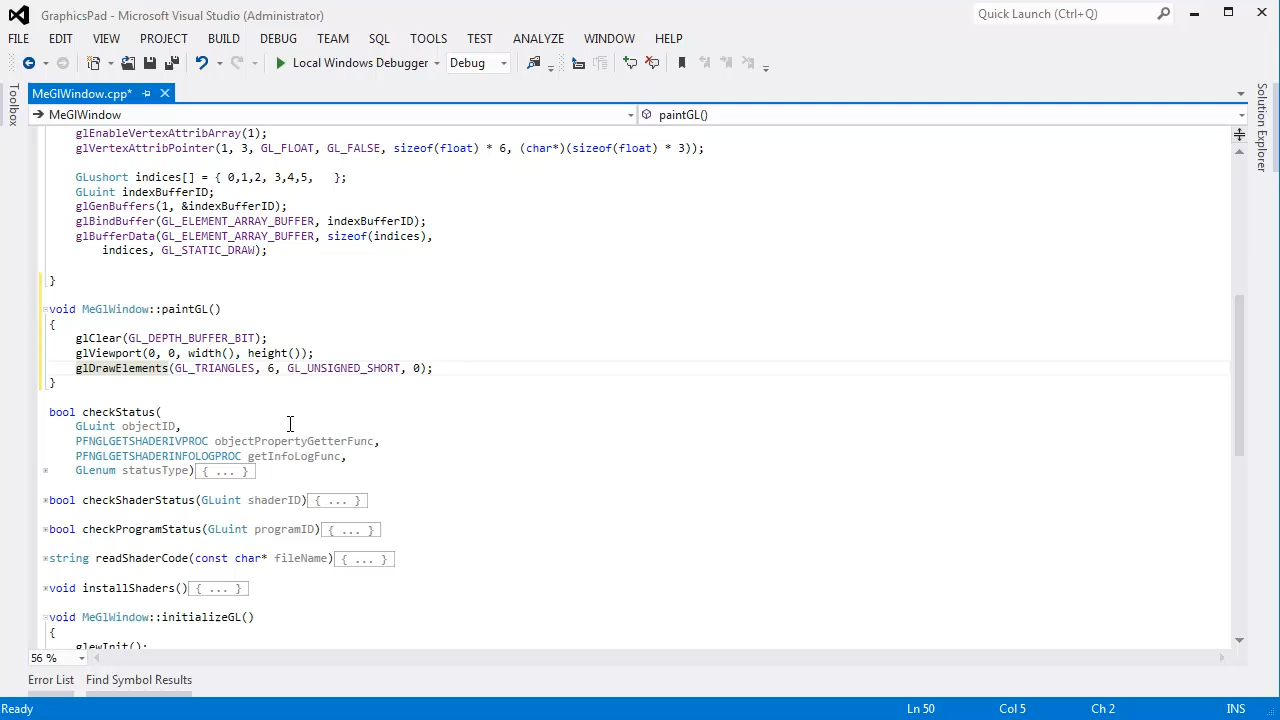 GraphicsPad - Microsoft Visual Studio (Administrator)
Quick Launch (Ctrl+Q)
FILE EDIT VIEW PROJECT BUILD DEBUG TEAM SQL TOOLS TEST ANALYZE WINDOW HELP
Local Windows Debugger Debug
Toolbox
MeGlWindow.cpp*
MeGlWindow paintGL()
glEnableVertexAttribArray(1);
glVertexAttribPointer(1, 3, GL_FLOAT, GL_FALSE, sizeof(float) * 6, (char*)(sizeof(float) * 3));
GLushort indices[] = { 0,1,2, 3,4,5,   };
GLuint indexBufferID;
glGenBuffers(1, &indexBufferID);
glBindBuffer(GL_ELEMENT_ARRAY_BUFFER, indexBufferID);
glBufferData(GL_ELEMENT_ARRAY_BUFFER, sizeof(indices),
indices, GL_STATIC_DRAW);
}
void MeGlWindow::paintGL()
{
glClear(GL_DEPTH_BUFFER_BIT);
glViewport(0, 0, width(), height());
glDrawElements(GL_TRIANGLES, 6, GL_UNSIGNED_SHORT, 0);
}
bool checkStatus(
GLuint objectID,
PFNGLGETSHADERIVPROC objectPropertyGetterFunc,
PFNGLGETSHADERINFOLOGPROC getInfoLogFunc,
GLenum statusType){ ... }
bool checkShaderStatus(GLuint shaderID){ ... }
bool checkProgramStatus(GLuint programID){ ... }
string readShaderCode(const char* fileName){ ... }
void installShaders(){ ... }
void MeGlWindow::initializeGL()
{
glewInit();
Solution Explorer
56 %
Error List Find Symbol Results
Ready Ln 50 Col 5 Ch 2 INS